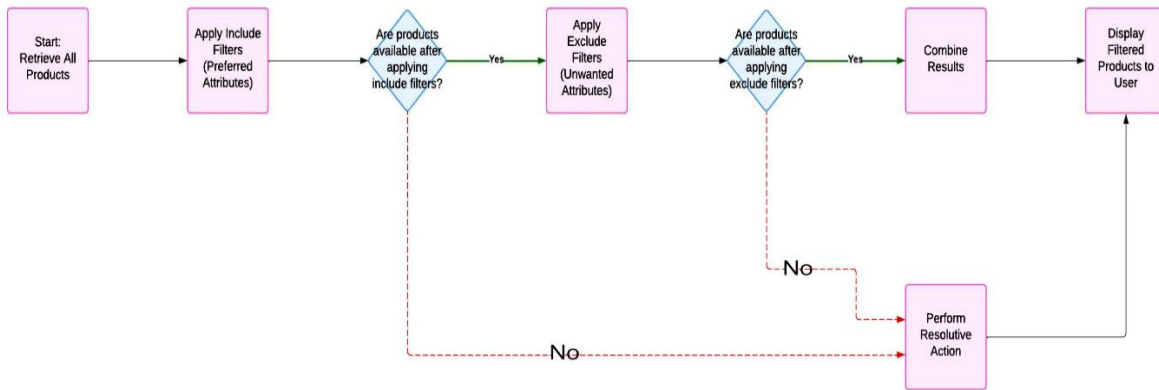 Start:
Retrieve All
Products
Apply Include
Filters
(Preferred
Attributes)
Are products
available after
applying
include filters?
Yes
Apply
Exclude
Filters
(Unwanted
Attributes)
Are products
available after
applying
exclude filters?
Yes
Combine
Results
Display
Filtered
Products to
User
No
No
Perform
Resolutive
Action